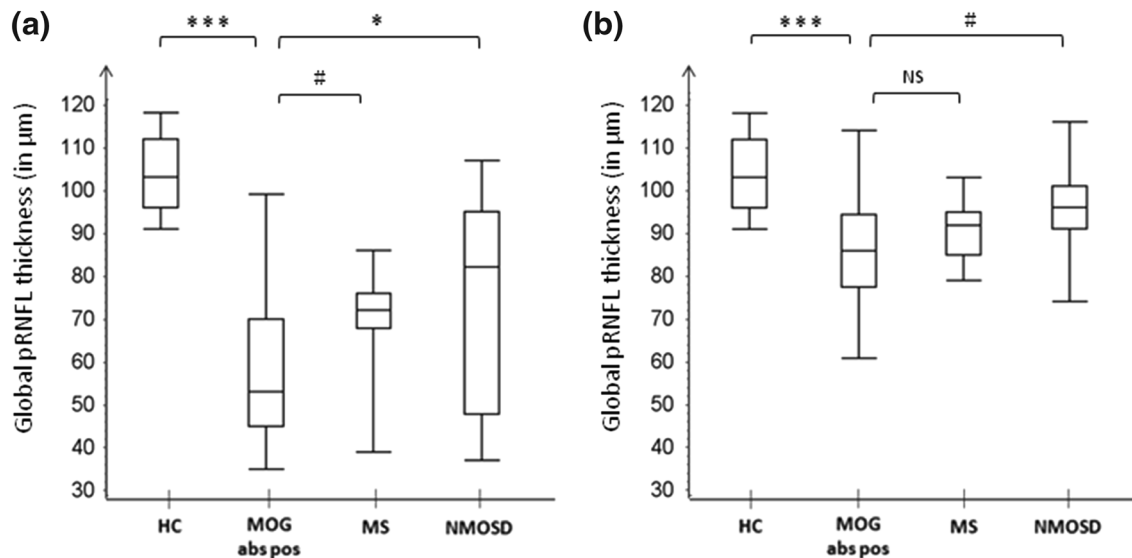 (a)
*** *
#
Global pRNFL thickness (in µm)
120
110
100
90
80
70
60
50
40
30
HC MOG MS NMOSD
abs pos
(b)
*** #
NS
Global pRNFL thickness (in µm)
120
110
100
90
80
70
60
50
40
30
HC MOG MS NMOSD
abs pos